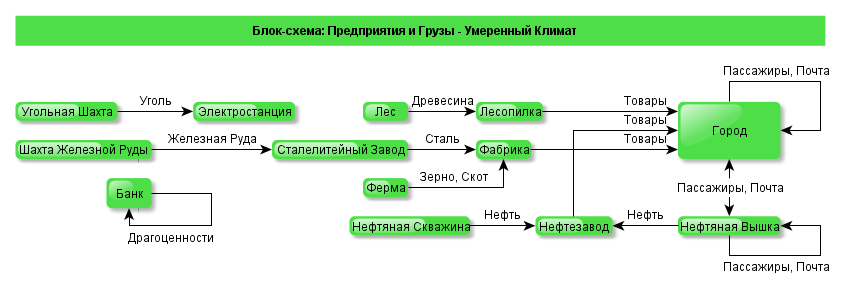 Блок-схема: Предприятия и Грузы - Умеренный Климат
Пассажиры, Почта
Угольная Шахта
Уголь
Электростанция
Лес
Древесина
Лесопилка
Товары
Товары
Город
Шахта Железной Руды
Железная Руда
Сталелитейный Завод
Сталь
Фабрика
Товары
Ферма
Зерно, Скот
Банк
Драгоценности
Пассажиры, Почта
Нефтяная Скважина
Нефть
Нефтезавод
Нефть
Нефтяная Вышка
Пассажиры, Почта